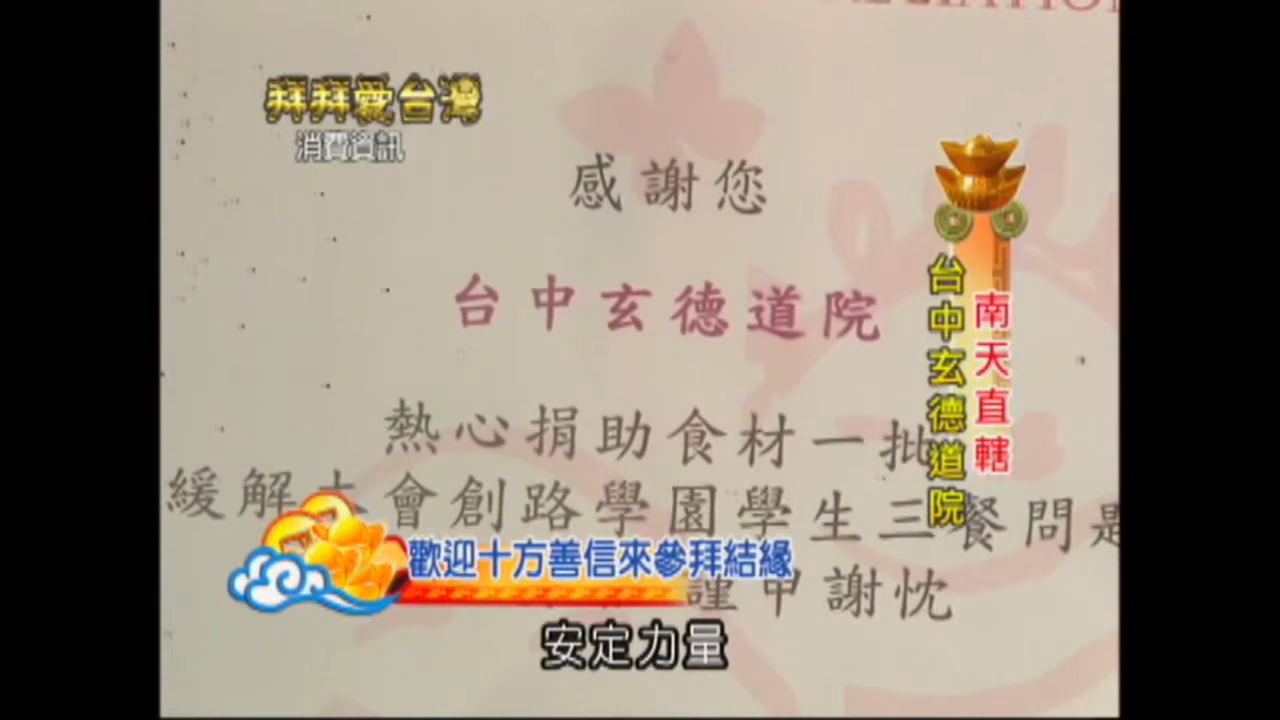 拜拜愛台灣
消費資訊
感謝您
台中玄德道院
熱心捐助食材一批
緩解本會創路學園學生三餐問題
謹申謝忱
南天直轄
台中玄德道院
歡迎十方善信來參拜結緣
安定力量